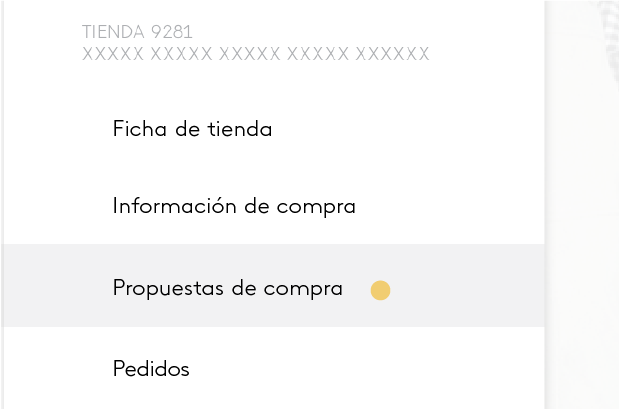 TIENDA 9281
XXXXX XXXXX XXXXX XXXXX XXXXXX
Ficha de tienda
Información de compra
Propuestas de compra
Pedidos